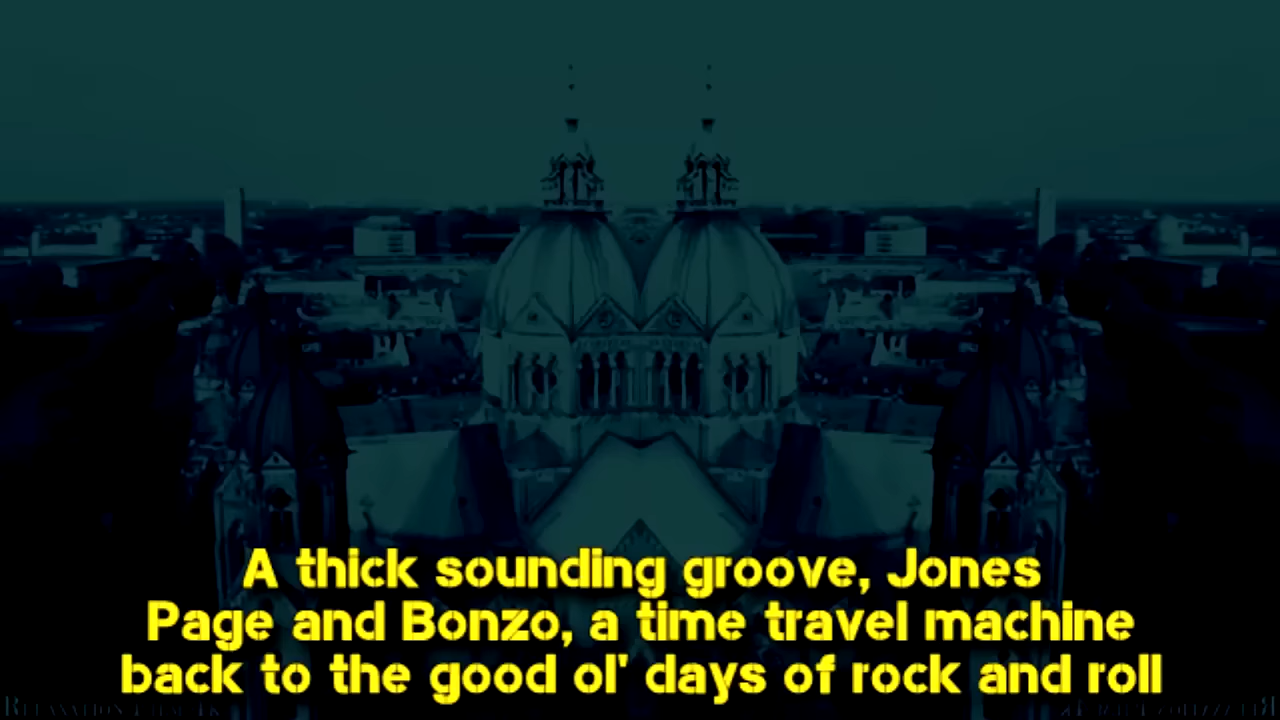 A thick sounding groove, Jones
Page and Bonzo, a time travel machine
back to the good ol' days of rock and roll